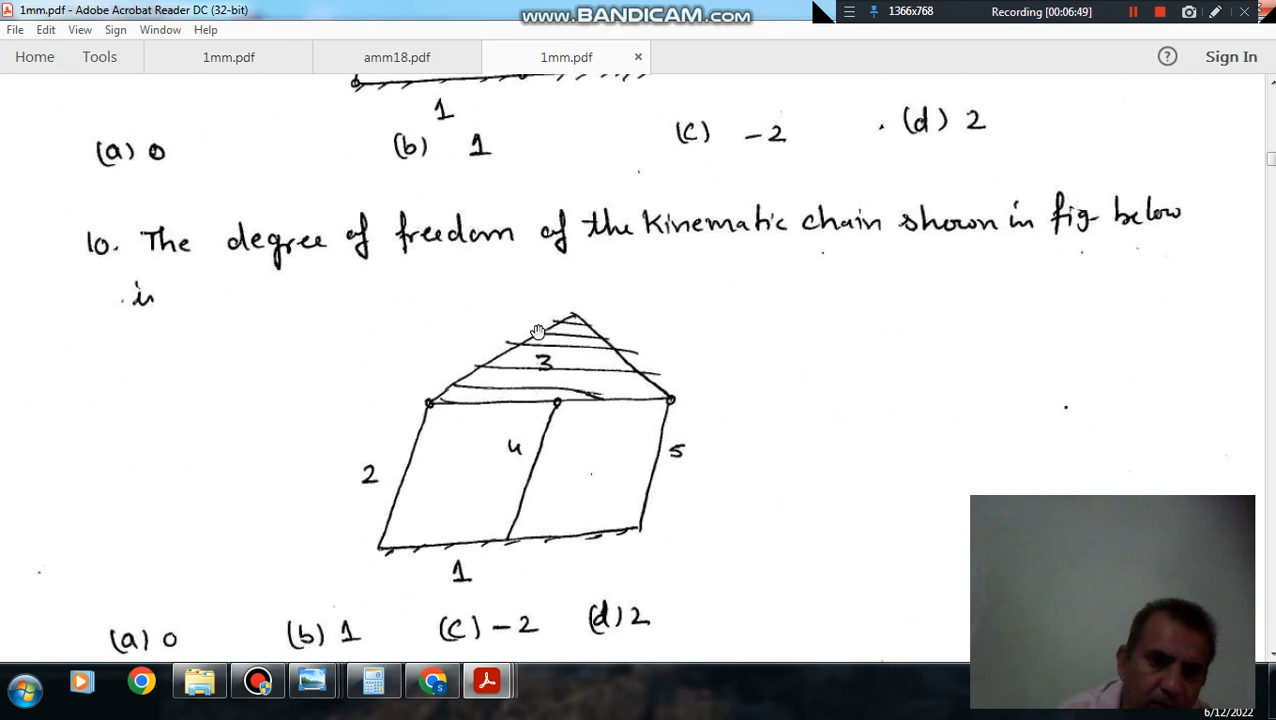 1mm.pdf - Adobe Acrobat Reader DC (32-bit)
www.BANDICAM.com
1366x768
Recording [00:06:49]
File Edit View Sign Window Help
Home Tools 1mm.pdf amm18.pdf 1mm.pdf × ? Sign In
1
(a) 0 (b) 1 (c) -2 (d) 2
10. The degree of freedom of the kinematic chain shown in fig below
is
3
4
2
5
1
(a) 0 (b) 1 (c) -2 (d) 2
6/12/2022